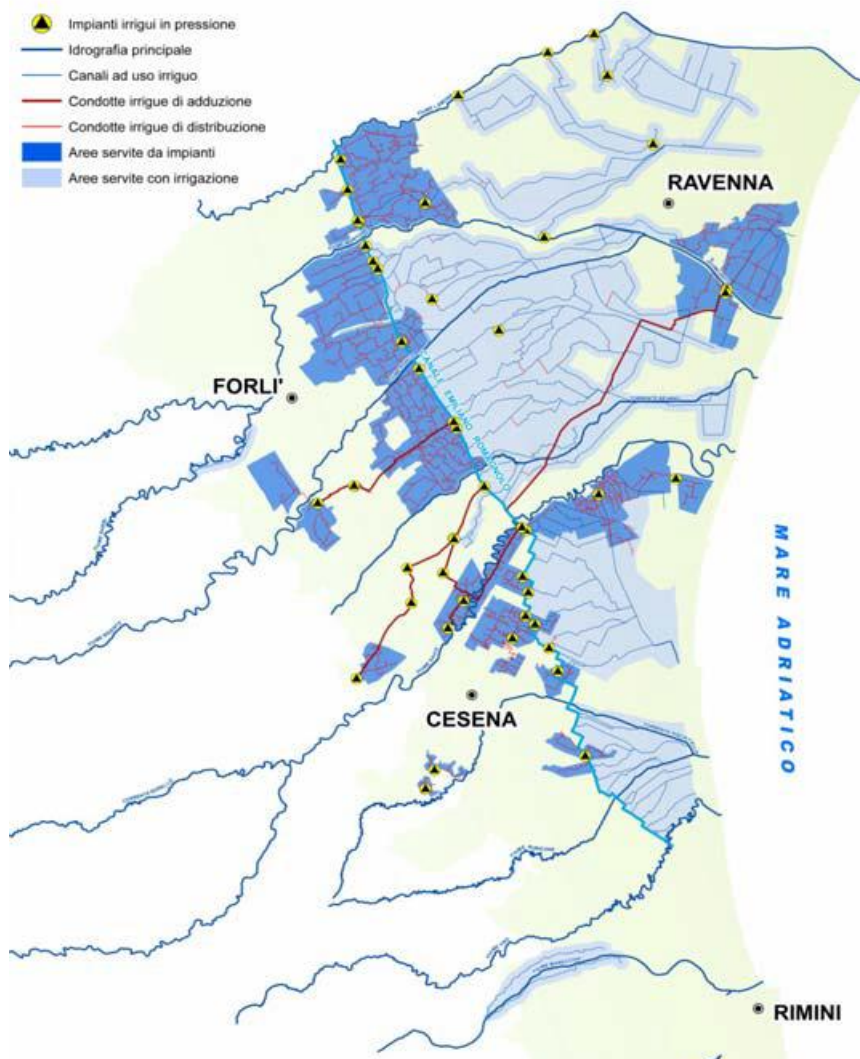 Impianti irrigui in pressione
Idrografia principale
Canali ad uso irriguo
Condotte irrigue di adduzione
Condotte irrigue di distribuzione
Aree servite da impianti
Aree servite con irrigazione
RAVENNA
FORLI'
CANALE EMILIANO ROMAGNOLO
MARE ADRIATICO
CESENA
RIMINI